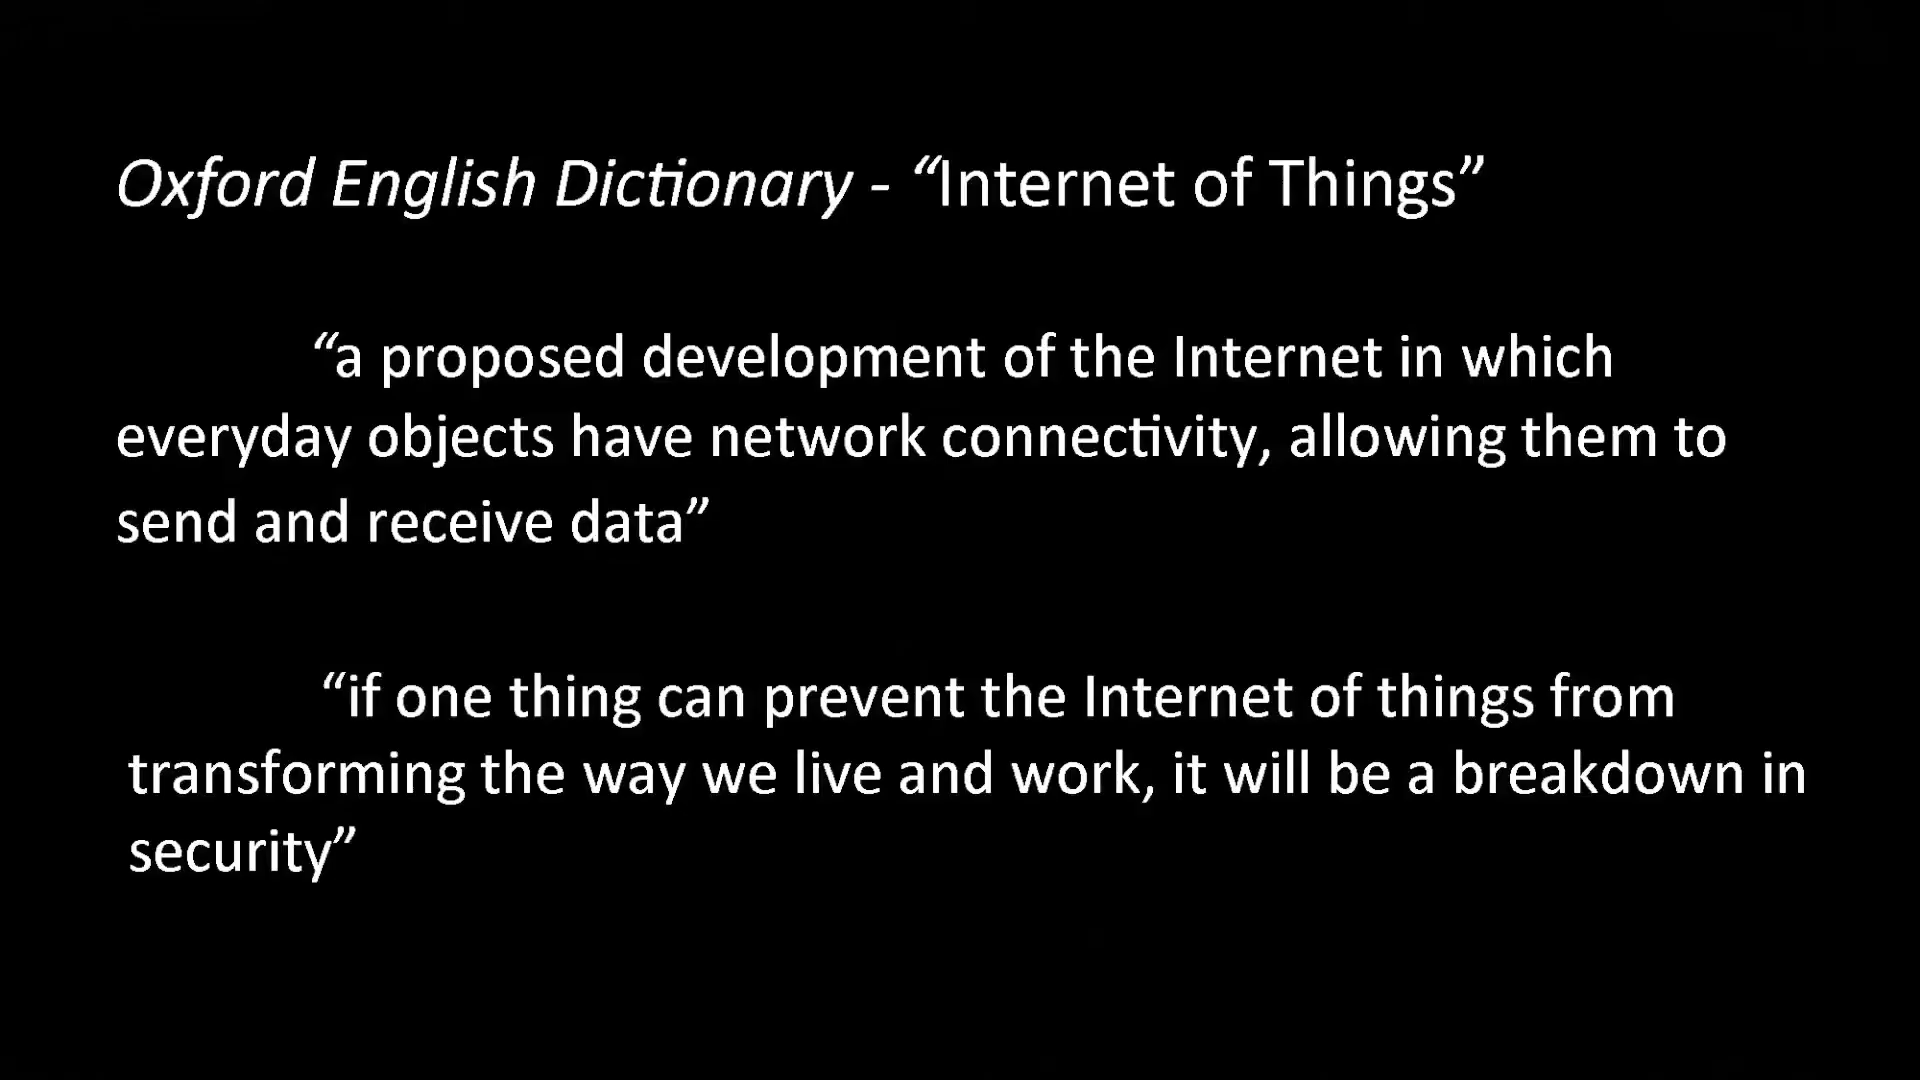 Oxford English Dictionary - “Internet of Things”
“a proposed development of the Internet in which
everyday objects have network connectivity, allowing them to
send and receive data”
“if one thing can prevent the Internet of things from
transforming the way we live and work, it will be a breakdown in
security”